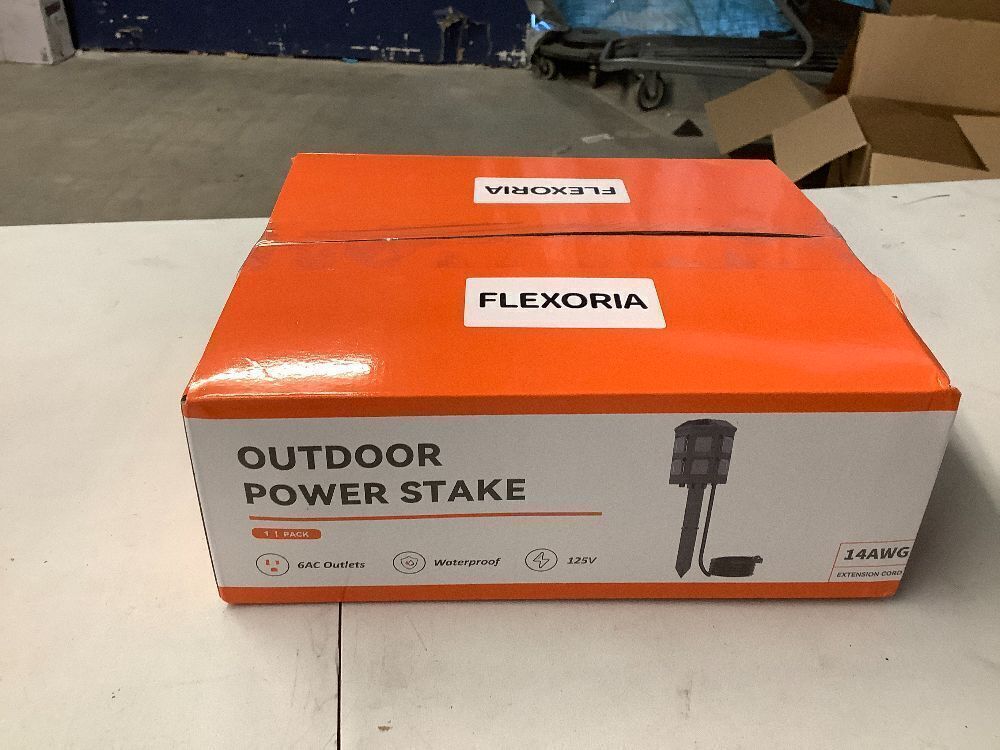 FLEXORIA
FLEXORIA
OUTDOOR
POWER STAKE
1 PACK
6AC Outlets
Waterproof
125V
14AWG
EXTENSION CORD